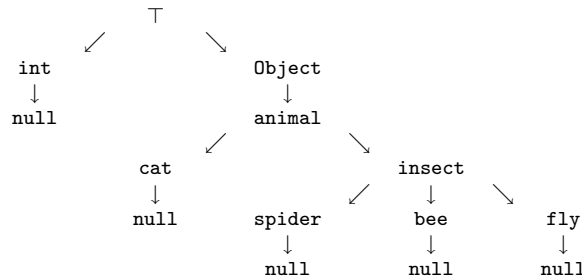 ⊤
int Object
null animal
cat insect
null spider bee fly
null null null